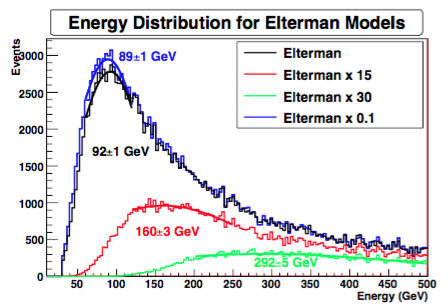 Energy Distribution for Elterman Models
Events
3000
2500
2000
1500
1000
500
0
89±1 GeV
92±1 GeV
160±3 GeV
292±5 GeV
Elterman
Elterman x 15
Elterman x 30
Elterman x 0.1
50 100 150 200 250 300 350 400 450 500
Energy (GeV)